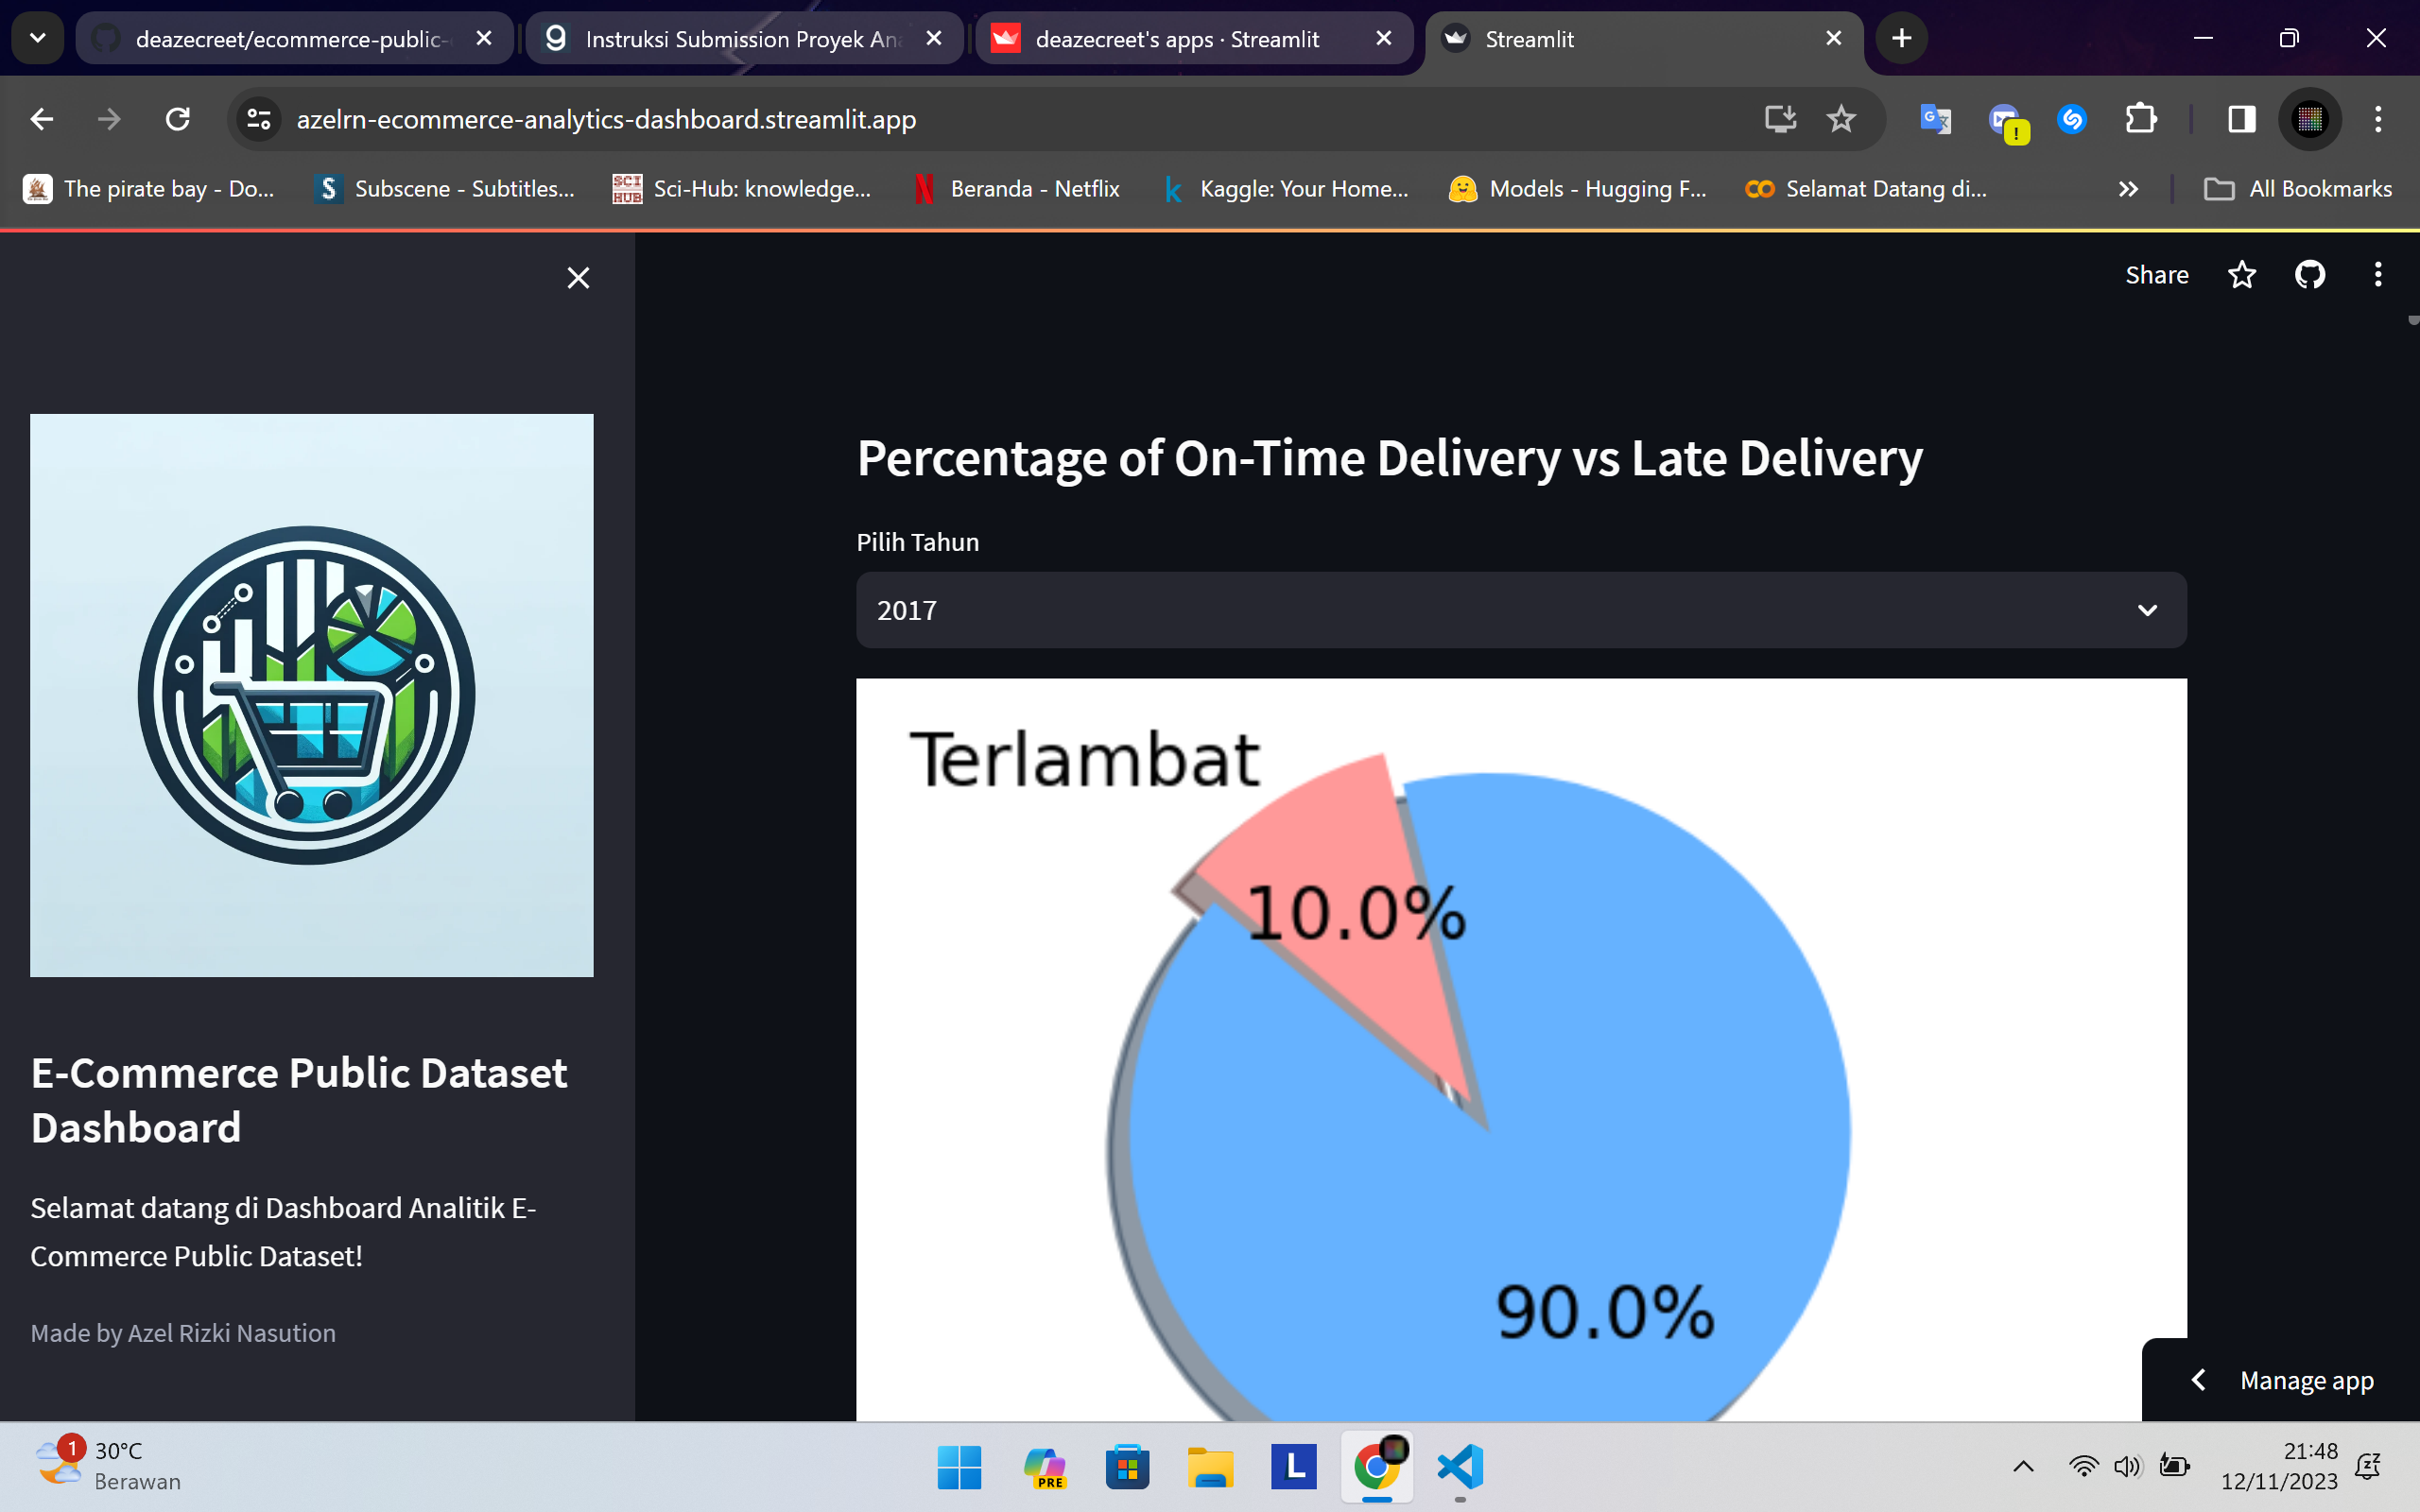 deazecreet/ecommerce-public-
Instruksi Submission Proyek Ana
deazecreet's apps · Streamlit
Streamlit
azelrn-ecommerce-analytics-dashboard.streamlit.app
The pirate bay - Do...
Subscene - Subtitles...
SCI HUB
Sci-Hub: knowledge...
Beranda - Netflix
Kaggle: Your Home...
Models - Hugging F...
Selamat Datang di...
All Bookmarks
Share
Percentage of On-Time Delivery vs Late Delivery
Pilih Tahun
2017
Terlambat
10.0%
90.0%
E-Commerce Public Dataset
Dashboard
Selamat datang di Dashboard Analitik E-
Commerce Public Dataset!
Made by Azel Rizki Nasution
Manage app
1
30°C
Berawan
PRE
L
21:48
12/11/2023